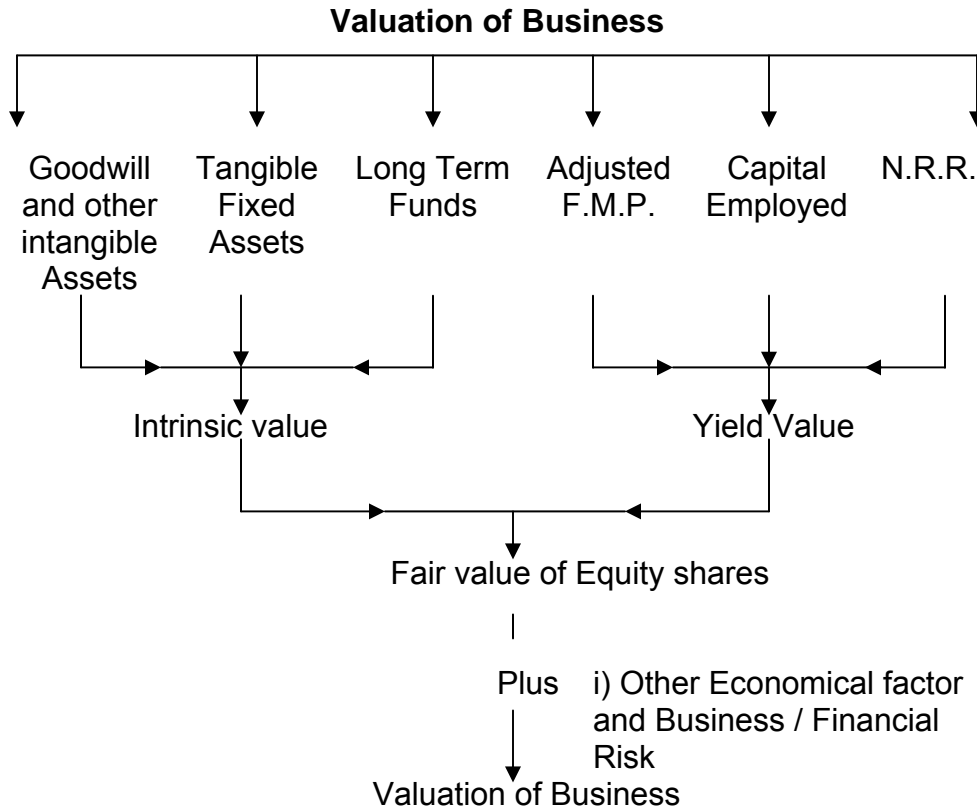 Valuation of Business
Goodwill
and other
intangible
Assets
Tangible
Fixed
Assets
Long Term
Funds
Adjusted
F.M.P.
Capital
Employed
N.R.R.
Intrinsic value
Yield Value
Fair value of Equity shares
Plus i) Other Economical factor
and Business / Financial
Risk
Valuation of Business